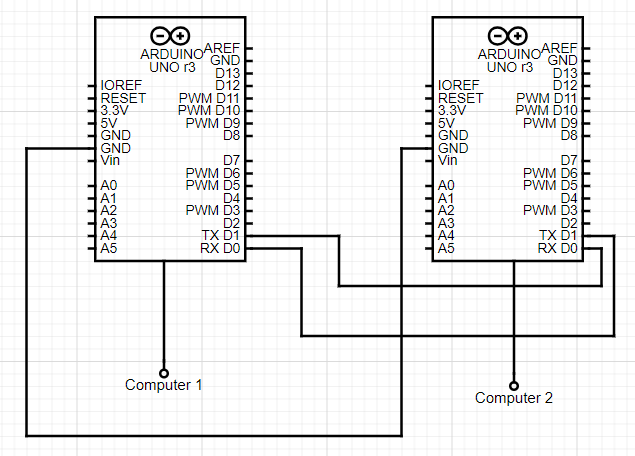 ARDUINO
UNO r3
AREF
GND
D13
D12
PWM D11
PWM D10
PWM D9
D8
D7
PWM D6
PWM D5
D4
PWM D3
D2
TX D1
RX D0
IOREF
RESET
3.3V
5V
GND
GND
Vin
A0
A1
A2
A3
A4
A5
Computer 1
ARDUINO
UNO r3
AREF
GND
D13
D12
PWM D11
PWM D10
PWM D9
D8
D7
PWM D6
PWM D5
D4
PWM D3
D2
TX D1
RX D0
IOREF
RESET
3.3V
5V
GND
GND
Vin
A0
A1
A2
A3
A4
A5
Computer 2